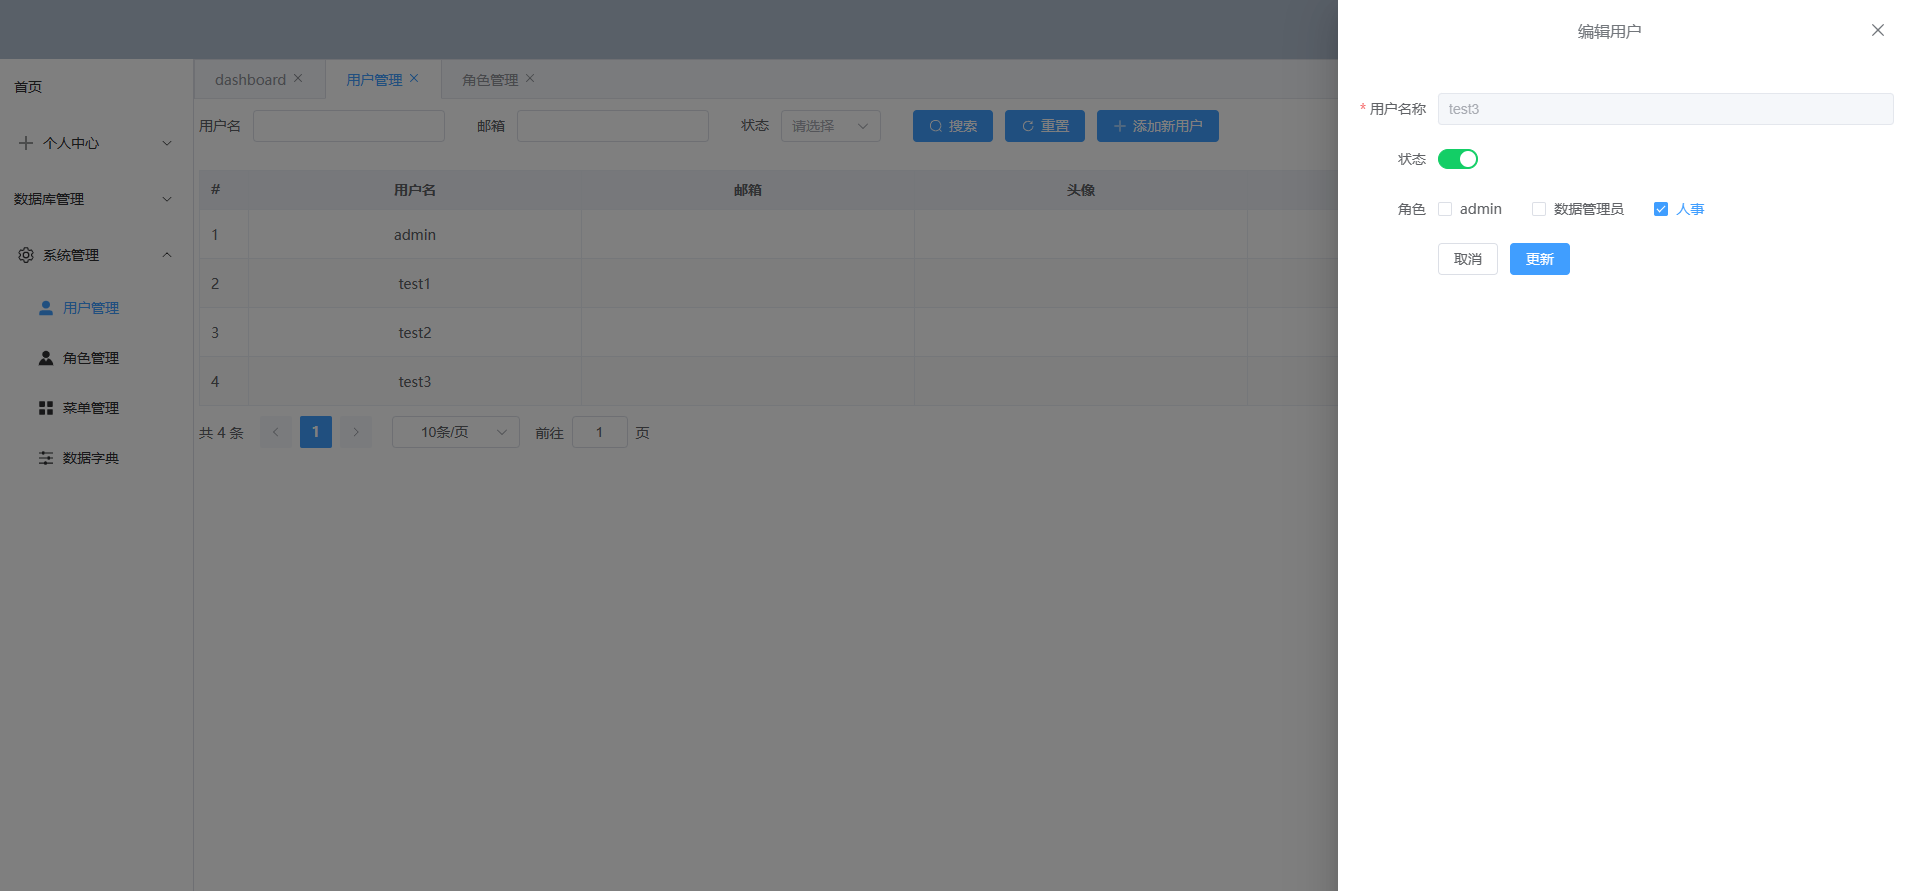 编辑用户
首页
dashboard 用户管理 角色管理
用户名 邮箱 状态 请选择 搜索 重置 添加新用户
* 用户名称 test3
个人中心
状态
数据库管理
# 用户名 邮箱 头像
角色 admin 数据管理员 人事
1 admin
系统管理
取消 更新
2 test1
用户管理
3 test2
角色管理
4 test3
菜单管理
共 4 条 1 10条/页 前往 1 页
数据字典